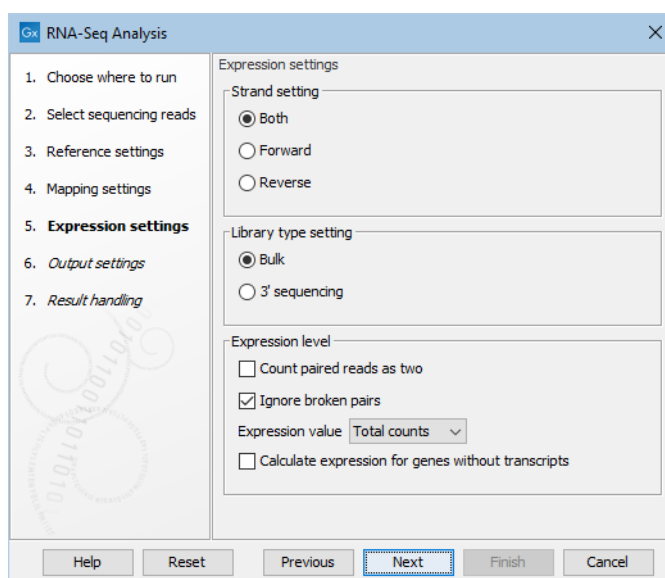 Gx RNA-Seq Analysis
1. Choose where to run
2. Select sequencing reads
3. Reference settings
4. Mapping settings
5. Expression settings
6. Output settings
7. Result handling
Expression settings
Strand setting
Both
Forward
Reverse
Library type setting
Bulk
3' sequencing
Expression level
Count paired reads as two
Ignore broken pairs
Expression value Total counts
Calculate expression for genes without transcripts
Help Reset Previous Next Finish Cancel